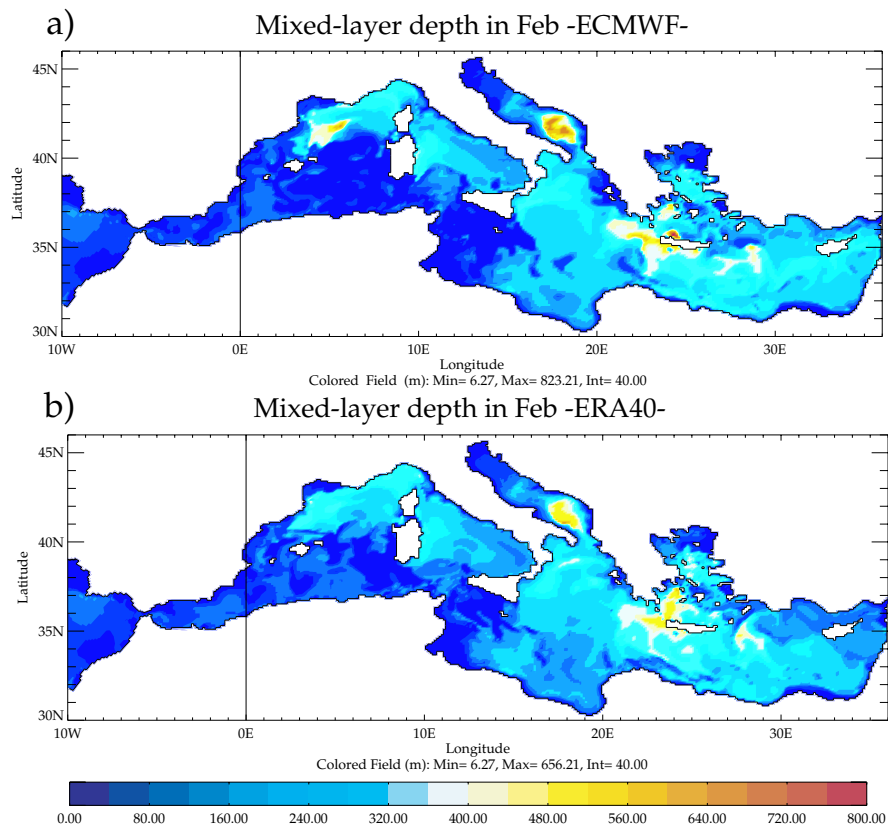 a) Mixed-layer depth in Feb -ECMWF-
45N
40N
35N
30N
Latitude
10W 0E 10E 20E 30E
Longitude
Colored Field (m): Min= 6.27, Max= 823.21, Int= 40.00
b) Mixed-layer depth in Feb -ERA40-
45N
40N
35N
30N
Latitude
10W 0E 10E 20E 30E
Longitude
Colored Field (m): Min= 6.27, Max= 656.21, Int= 40.00
0.00 80.00 160.00 240.00 320.00 400.00 480.00 560.00 640.00 720.00 800.00